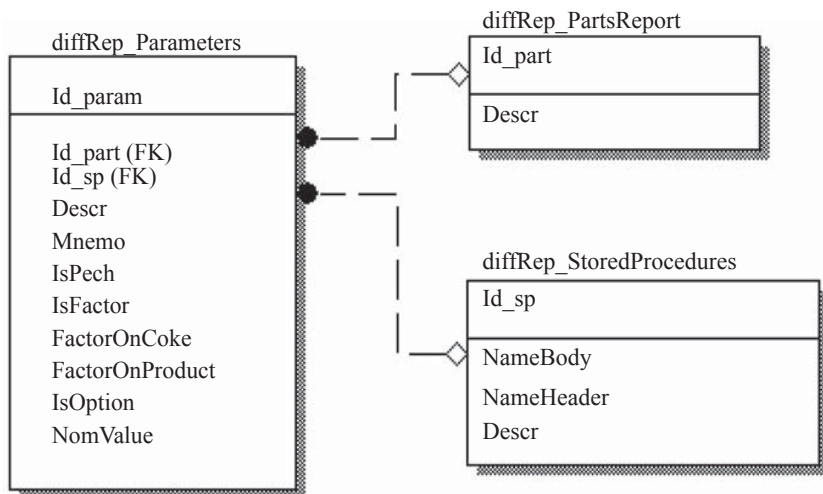 diffRep_Parameters
Id_param
Id_part (FK)
Id_sp (FK)
Descr
Mnemo
IsPech
IsFactor
FactorOnCoke
FactorOnProduct
IsOption
NomValue
diffRep_PartsReport
Id_part
Descr
diffRep_StoredProcedures
Id_sp
NameBody
NameHeader
Descr